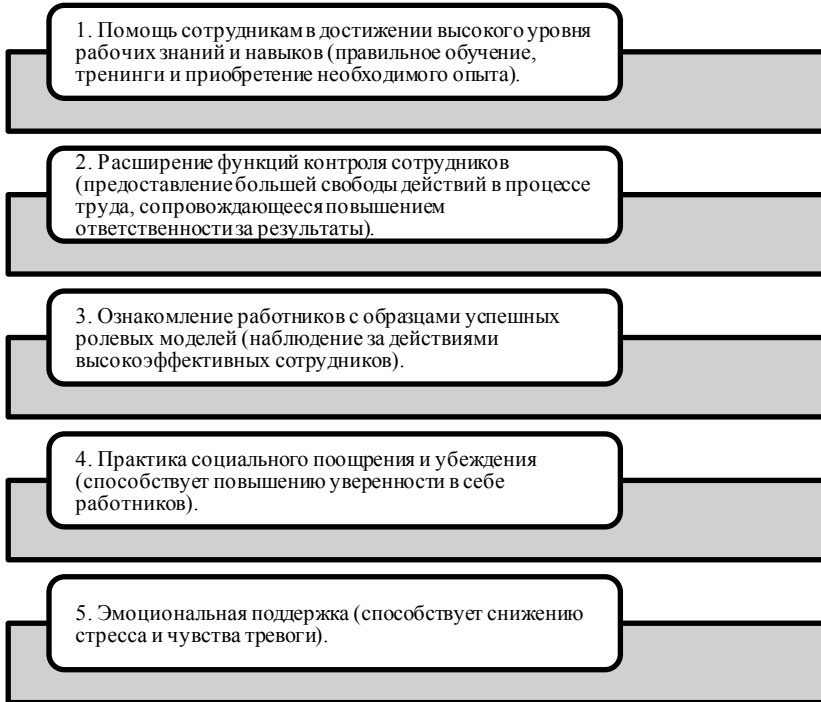 1. Помощь сотрудникам в достижении высокого уровня
рабочих знаний и навыков (правильное обучение,
тренинги и приобретение необходимого опыта).
2. Расширение функций контроля сотрудников
(предоставление большей свободы действий в процессе
труда, сопровождающееся повышением
ответственности за результаты).
3. Ознакомление работников с образцами успешных
ролевых моделей (наблюдение за действиями
высокоэффективных сотрудников).
4. Практика социального поощрения и убеждения
(способствует повышению уверенности в себе
работников).
5. Эмоциональная поддержка (способствует снижению
стресса и чувства тревоги).